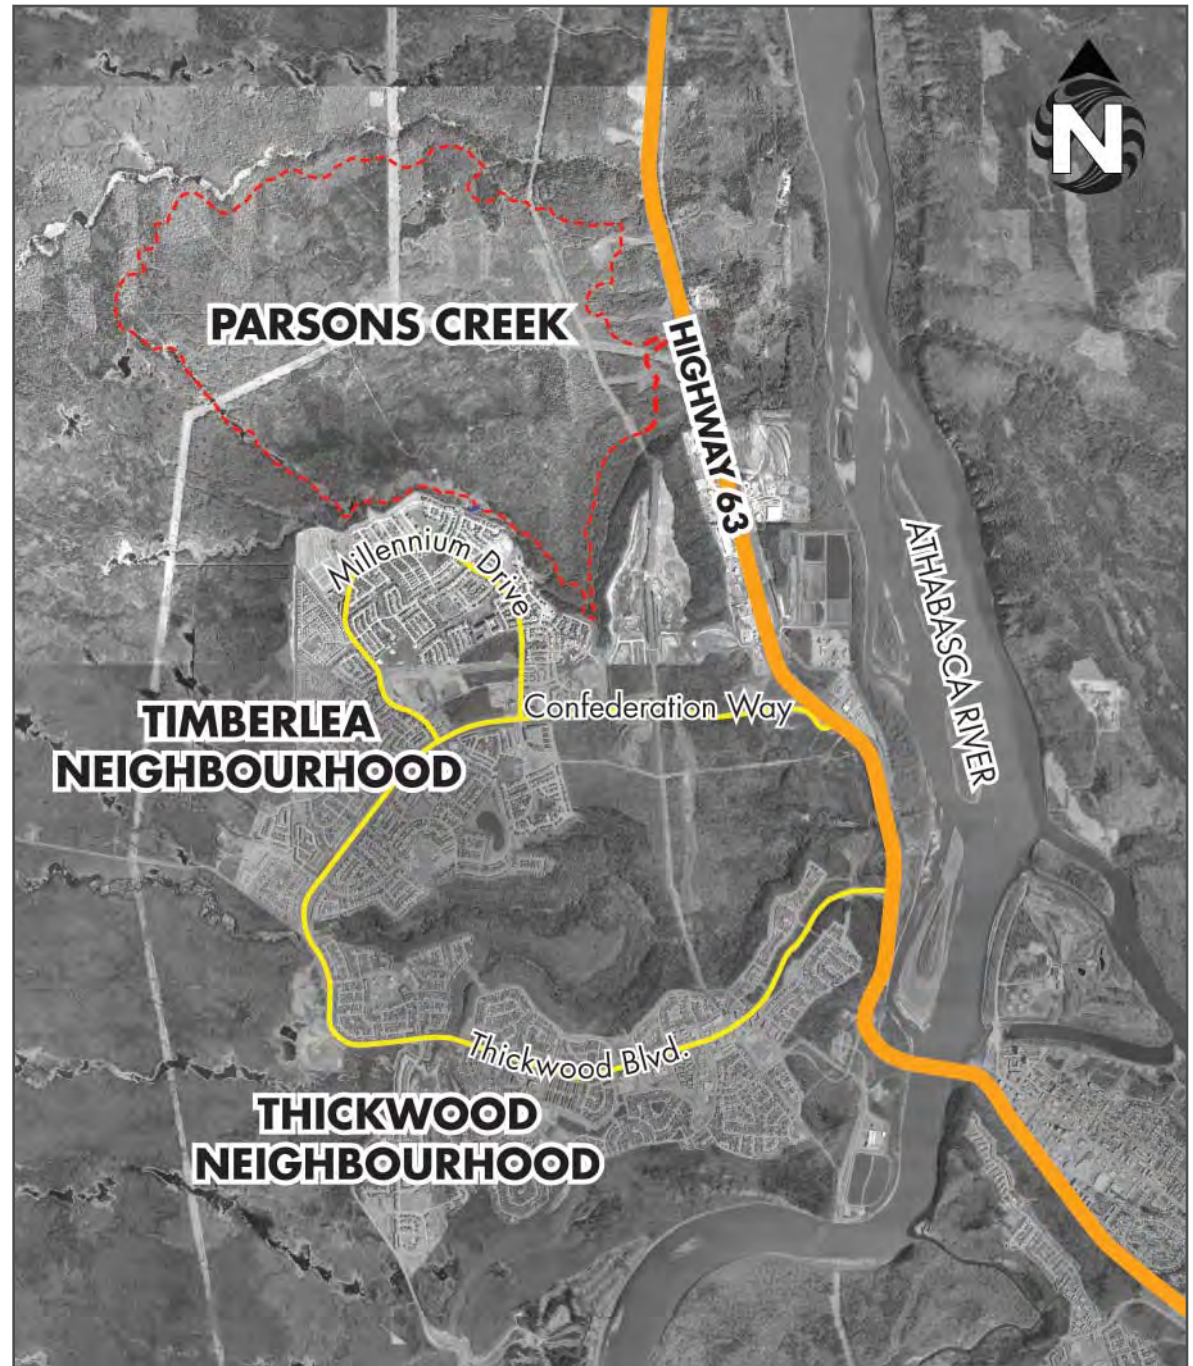 N
PARSONS CREEK
HIGHWAY 63
Millennium Drive
ATHABASCA RIVER
Confederation Way
TIMBERLEA
NEIGHBOURHOOD
Thickwood Blvd.
THICKWOOD
NEIGHBOURHOOD